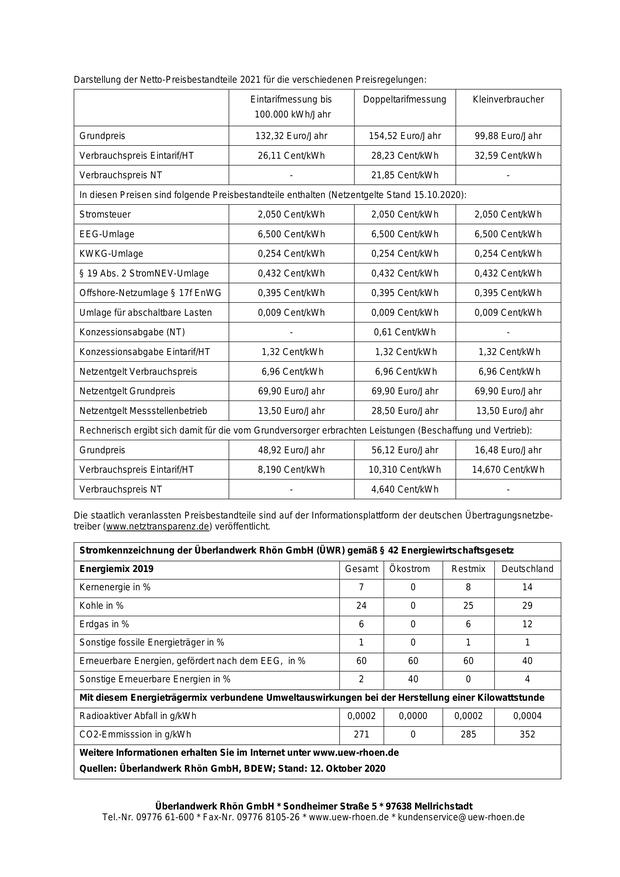 Darstellung der Netto-Preisbestandteile 2021 für die verschiedenen Preisregelungen:
Eintarifmessung bis 100.000 kWh/Jahr Doppeltarifmessung Kleinverbraucher
Grundpreis 132,32 Euro/Jahr 154,52 Euro/Jahr 99,88 Euro/Jahr
Verbrauchspreis Eintarif/HT 26,11 Cent/kWh 28,23 Cent/kWh 32,59 Cent/kWh
Verbrauchspreis NT - 21,85 Cent/kWh -
In diesen Preisen sind folgende Preisbestandteile enthalten (Netzentgelte Stand 15.10.2020):
Stromsteuer 2,050 Cent/kWh 2,050 Cent/kWh 2,050 Cent/kWh
EEG-Umlage 6,500 Cent/kWh 6,500 Cent/kWh 6,500 Cent/kWh
KWKG-Umlage 0,254 Cent/kWh 0,254 Cent/kWh 0,254 Cent/kWh
§ 19 Abs. 2 StromNEV-Umlage 0,432 Cent/kWh 0,432 Cent/kWh 0,432 Cent/kWh
Offshore-Netzumlage § 17f EnWG 0,395 Cent/kWh 0,395 Cent/kWh 0,395 Cent/kWh
Umlage für abschaltbare Lasten 0,009 Cent/kWh 0,009 Cent/kWh 0,009 Cent/kWh
Konzessionsabgabe (NT) - 0,61 Cent/kWh -
Konzessionsabgabe Eintarif/HT 1,32 Cent/kWh 1,32 Cent/kWh 1,32 Cent/kWh
Netzentgelt Verbrauchspreis 6,96 Cent/kWh 6,96 Cent/kWh 6,96 Cent/kWh
Netzentgelt Grundpreis 69,90 Euro/Jahr 69,90 Euro/Jahr 69,90 Euro/Jahr
Netzentgelt Messstellenbetrieb 13,50 Euro/Jahr 28,50 Euro/Jahr 13,50 Euro/Jahr
Rechnerisch ergibt sich damit für die vom Grundversorger erbrachten Leistungen (Beschaffung und Vertrieb):
Grundpreis 48,92 Euro/Jahr 56,12 Euro/Jahr 16,48 Euro/Jahr
Verbrauchspreis Eintarif/HT 8,190 Cent/kWh 10,310 Cent/kWh 14,670 Cent/kWh
Verbrauchspreis NT - 4,640 Cent/kWh -
Die staatlich veranlassten Preisbestandteile sind auf der Informationsplattform der deutschen Übertragungsnetzbe-
treiber (www.netztransparenz.de) veröffentlicht.
Stromkennzeichnung der Überlandwerk Rhön GmbH (ÜWR) gemäß § 42 Energiewirtschaftsgesetz
Energiemix 2019 Gesamt Ökostrom Restmix Deutschland
Kernenergie in % 7 0 8 14
Kohle in % 24 0 25 29
Erdgas in % 6 0 6 12
Sonstige fossile Energieträger in % 1 0 1 1
Erneuerbare Energien, gefördert nach dem EEG, in % 60 60 60 40
Sonstige Erneuerbare Energien in % 2 40 0 4
Mit diesem Energieträgermix verbundene Umweltauswirkungen bei der Herstellung einer Kilowattstunde
Radioaktiver Abfall in g/kWh 0,0002 0,0000 0,0002 0,0004
CO2-Emmisssion in g/kWh 271 0 285 352
Weitere Informationen erhalten Sie im Internet unter www.uew-rhoen.de
Quellen: Überlandwerk Rhön GmbH, BDEW; Stand: 12. Oktober 2020
Überlandwerk Rhön GmbH * Sondheimer Straße 5 * 97638 Mellrichstadt
Tel.-Nr. 09776 61-600 * Fax-Nr. 09776 8105-26 * www.uew-rhoen.de * kundenservice@uew-rhoen.de